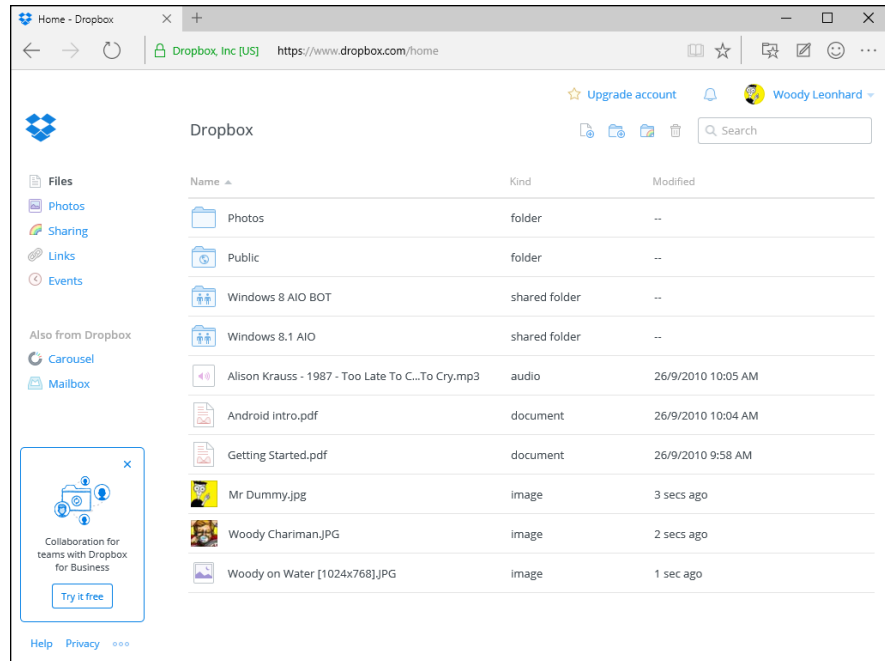 Home - Dropbox
Dropbox, Inc [US] https://www.dropbox.com/home
Upgrade account Woody Leonhard
Dropbox
Search
Files
Photos
Sharing
Links
Events
Also from Dropbox
Carousel
Mailbox
Collaboration for
teams with Dropbox
for Business
Try it free
Help Privacy
Name Kind Modified
Photos folder --
Public folder --
Windows 8 AIO BOT shared folder --
Windows 8.1 AIO shared folder --
Alison Krauss - 1987 - Too Late To C...To Cry.mp3 audio 26/9/2010 10:05 AM
Android intro.pdf document 26/9/2010 10:04 AM
Getting Started.pdf document 26/9/2010 9:58 AM
Mr Dummy.jpg image 3 secs ago
Woody Chariman.JPG image 2 secs ago
Woody on Water [1024x768].JPG image 1 sec ago